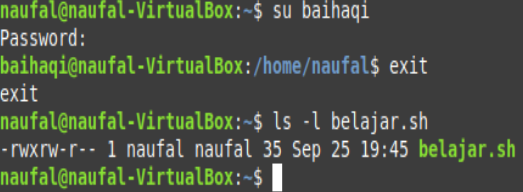 naufal@naufal-VirtualBox:~$ su baihaqi
Password:
baihaqi@naufal-VirtualBox:/home/naufal$ exit
exit
naufal@naufal-VirtualBox:~$ ls -l belajar.sh
-rwxrw-r-- 1 naufal naufal 35 Sep 25 19:45 belajar.sh
naufal@naufal-VirtualBox:~$